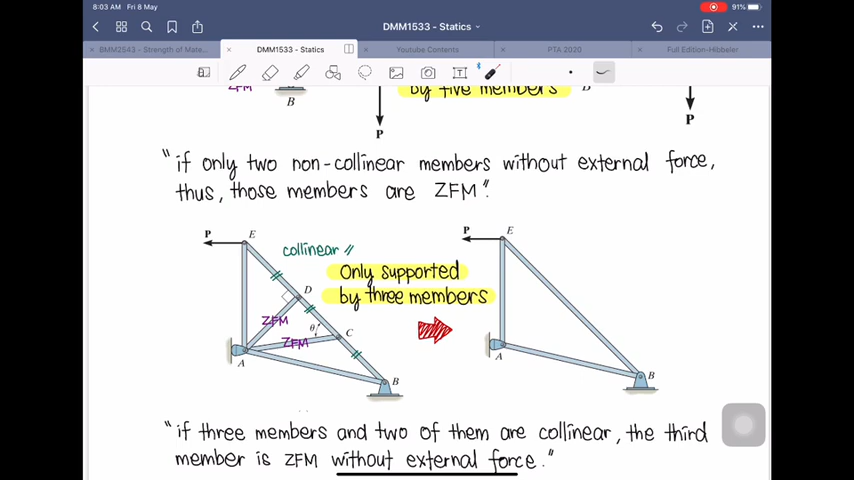 8:03 AM Fri 8 May
91%
DMM1533 - Statics
BMM2543 - Strength of Mate...
DMM1533 - Statics
Youtube Contents
PTA 2020
Full Edition-Hibbeler
ZFM
B
P
by five members
B
P
"if only two non-collinear members without external force,
thus, those members are ZFM".
P
E
collinear
Only supported
by three members
D
ZFM
θ
ZFM
C
A
B
P
E
A
B
"if three members and two of them are collinear, the third
member is ZFM without external force."